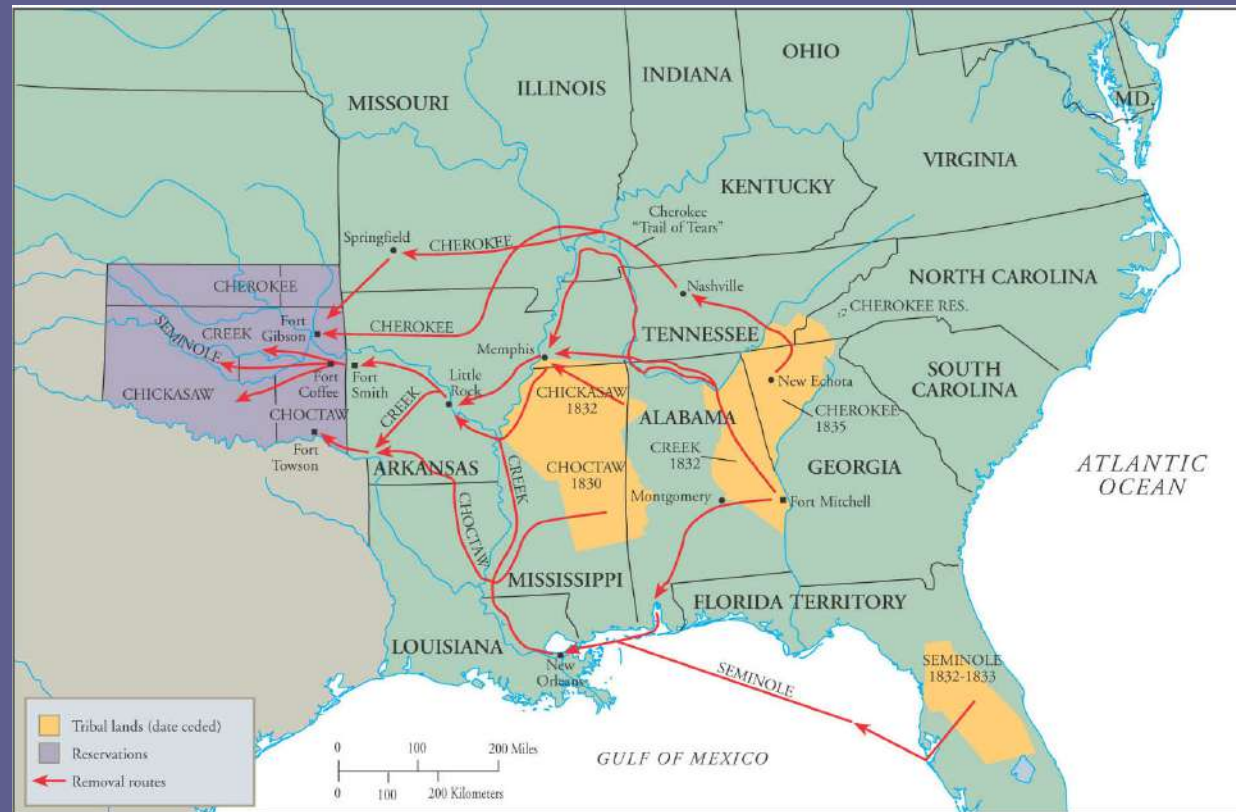 OHIO
INDIANA
ILLINOIS
MISSOURI
MD.
VIRGINIA
KENTUCKY
Cherokee
"Trail of Tears"
Springfield
CHEROKEE
NORTH CAROLINA
CHEROKEE
Nashville
CHEROKEE RES.
Fort
Gibson
CHEROKEE
TENNESSEE
CREEK
SEMINOLE
Memphis
SOUTH
CAROLINA
New Echota
Fort
Coffee
Fort
Smith
Little
Rock
CHICKASAW
CHICKASAW
1832
ALABAMA
CHEROKEE
1835
CHOCTAW
CREEK
CREEK
1832
Fort
Towson
ARKANSAS
CREEK
CHOCTAW
1830
GEORGIA
ATLANTIC
OCEAN
Montgomery
Fort Mitchell
CHOCTAW
MISSISSIPPI
FLORIDA TERRITORY
LOUISIANA
New
Orleans
SEMINOLE
SEMINOLE
1832-1833
Tribal lands (date ceded)
Reservations
Removal routes
0 100 200 Miles
0 100 200 Kilometers
GULF OF MEXICO